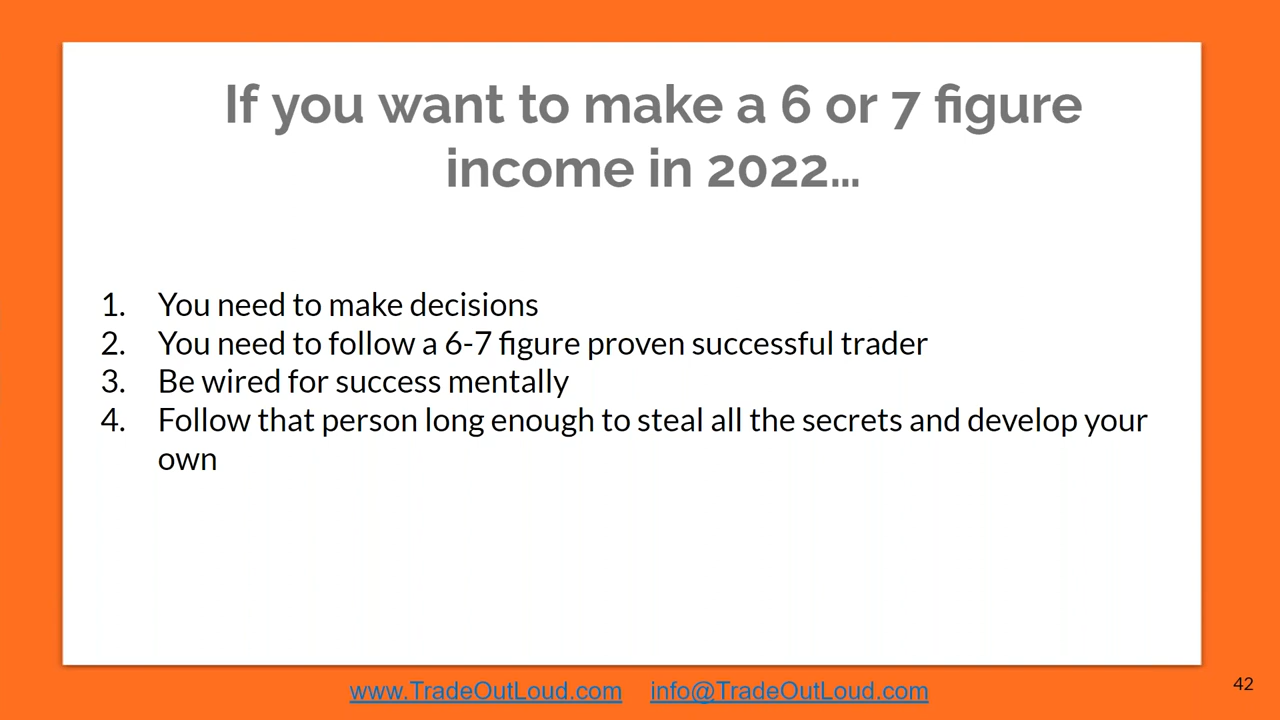 If you want to make a 6 or 7 figure
income in 2022…
1. You need to make decisions
2. You need to follow a 6-7 figure proven successful trader
3. Be wired for success mentally
4. Follow that person long enough to steal all the secrets and develop your
own
www.TradeOutLoud.com info@TradeOutLoud.com
42